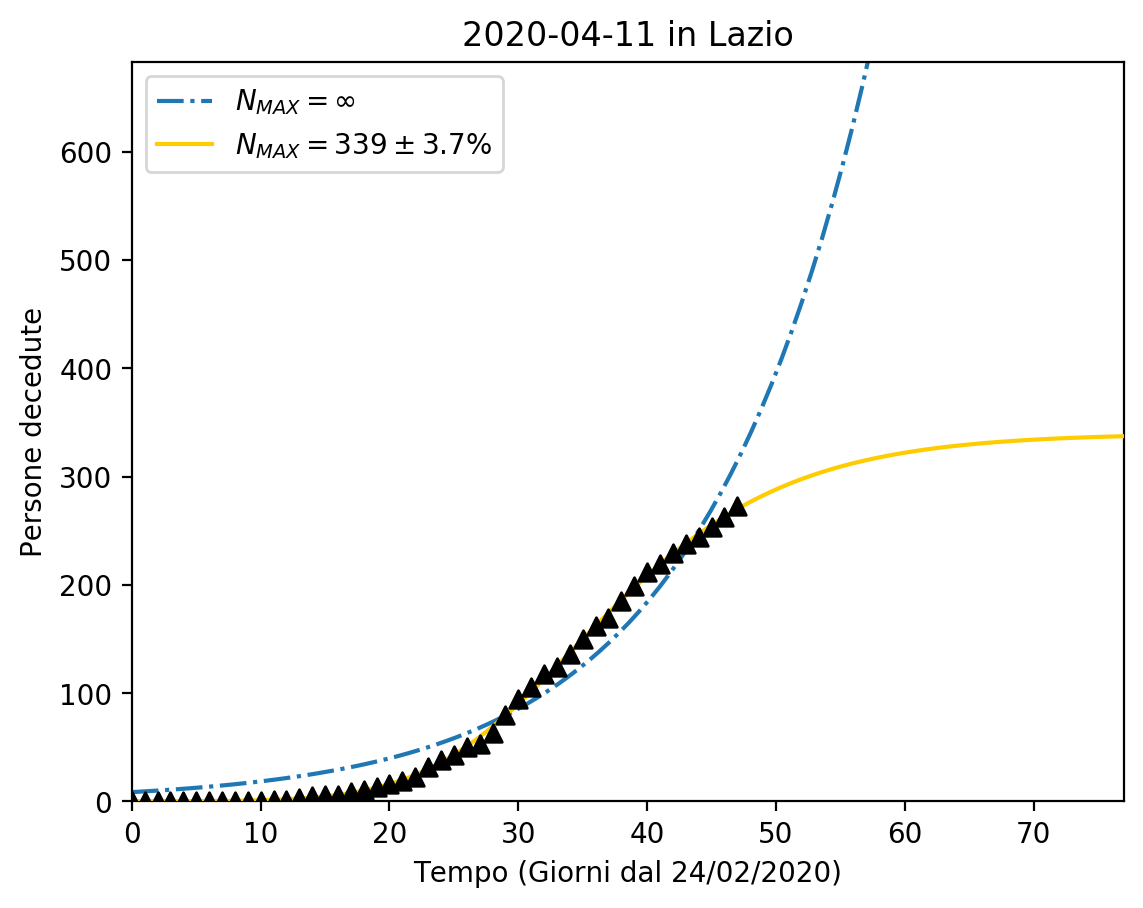 2020-04-11 in Lazio
N_MAX = ∞
N_MAX = 339 ± 3.7%
Persone decedute
600
500
400
300
200
100
0
0 10 20 30 40 50 60 70
Tempo (Giorni dal 24/02/2020)